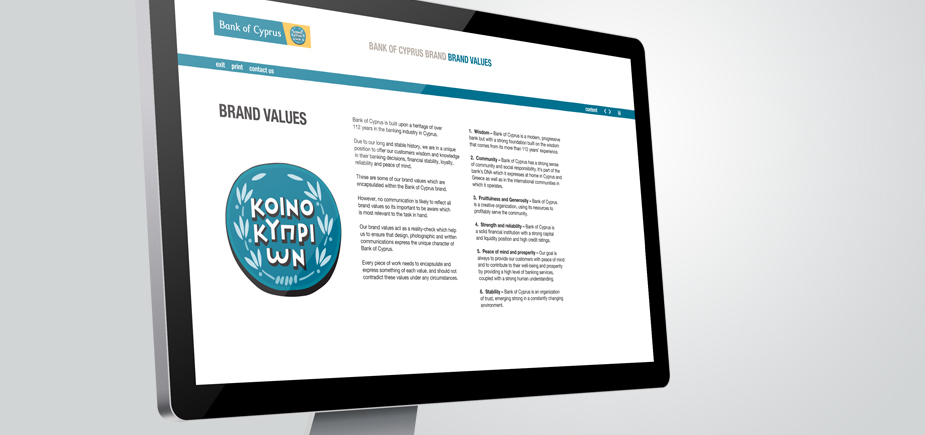 Bank of Cyprus
BANK OF CYPRUS BRAND BRAND VALUES
exit print contact us
content
BRAND VALUES
ΚΟΙΝΟ
ΚΥΠΡΙ
ΩΝ
Bank of Cyprus is built upon a heritage of over
112 years in the banking industry in Cyprus.
Due to our long and stable history, we are in a unique
position to offer our customers wisdom and knowledge
in their banking decisions, financial stability, loyalty,
reliability and peace of mind.
These are some of our brand values which are
encapsulated within the Bank of Cyprus brand.
However, no communication is likely to reflect all
brand values so its important to be aware which
is most relevant to the task in hand.
Our brand values act as a reality-check which help
us to ensure that design, photographic and written
communications express the unique character of
Bank of Cyprus.
Every piece of work needs to encapsulate and
express something of each value, and should not
contradict these values under any circumstances.
1. Wisdom – Bank of Cyprus is a modern, progressive
bank but with a strong foundation built on the wisdom
that comes from its more than 112 years' experience.
2. Community – Bank of Cyprus has a strong sense
of community and social responsibility. It's part of the
bank's DNA which it expresses at home in Cyprus and
Greece as well as in the international communities in
which it operates.
3. Fruitfulness and Generosity – Bank of Cyprus
is a creative organization, using its resources to
profitably serve the community.
4. Strength and reliability – Bank of Cyprus is
a solid financial institution with a strong capital
and liquidity position and high credit ratings.
5. Peace of mind and prosperity – Our goal is
always to provide our customers with peace of mind
and to contribute to their well-being and prosperity
by providing a high level of banking services,
coupled with a strong human understanding.
6. Stability – Bank of Cyprus is an organization
of trust, emerging strong in a constantly changing
environment.